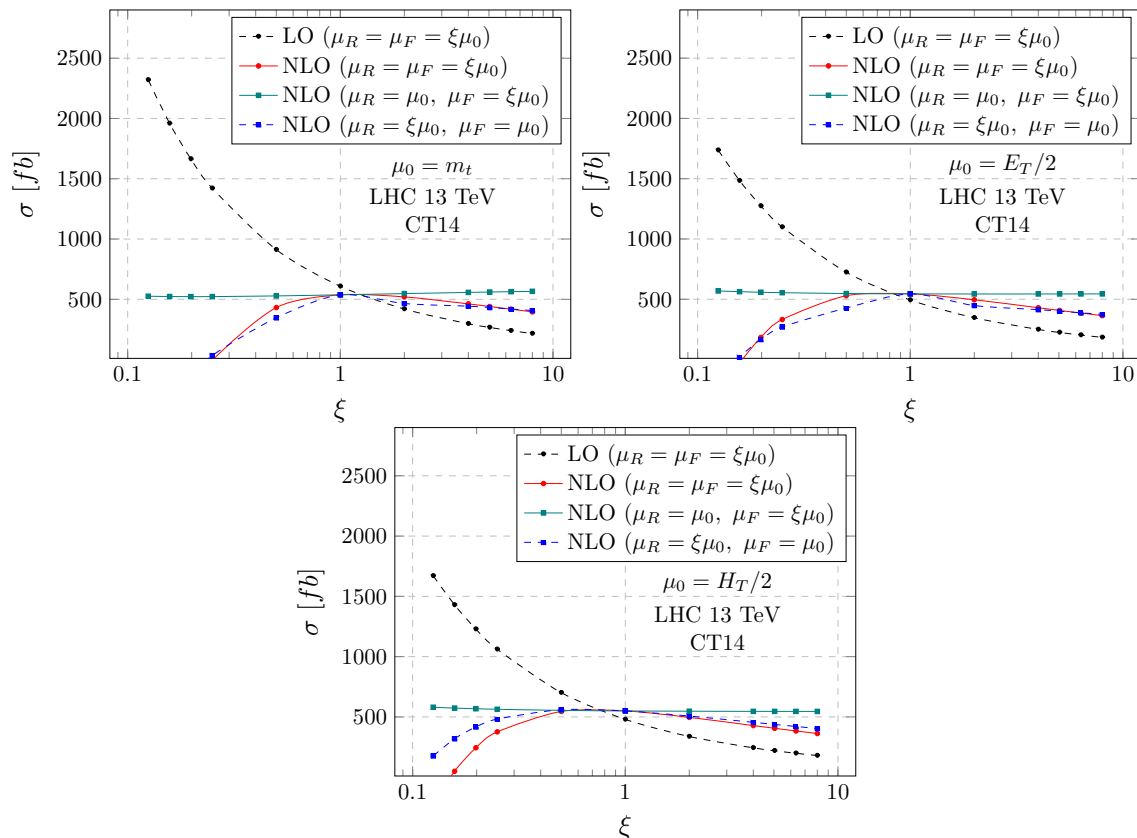 LO (μ_R = μ_F = ξμ_0)
NLO (μ_R = μ_F = ξμ_0)
NLO (μ_R = μ_0, μ_F = ξμ_0)
NLO (μ_R = ξμ_0, μ_F = μ_0)
μ_0 = m_t
LHC 13 TeV
CT14
2500
2000
1500
1000
500
σ [fb]
0.1
1
10
ξ
LO (μ_R = μ_F = ξμ_0)
NLO (μ_R = μ_F = ξμ_0)
NLO (μ_R = μ_0, μ_F = ξμ_0)
NLO (μ_R = ξμ_0, μ_F = μ_0)
μ_0 = E_T/2
LHC 13 TeV
CT14
2500
2000
1500
1000
500
σ [fb]
0.1
1
10
ξ
LO (μ_R = μ_F = ξμ_0)
NLO (μ_R = μ_F = ξμ_0)
NLO (μ_R = μ_0, μ_F = ξμ_0)
NLO (μ_R = ξμ_0, μ_F = μ_0)
μ_0 = H_T/2
LHC 13 TeV
CT14
2500
2000
1500
1000
500
σ [fb]
0.1
1
10
ξ